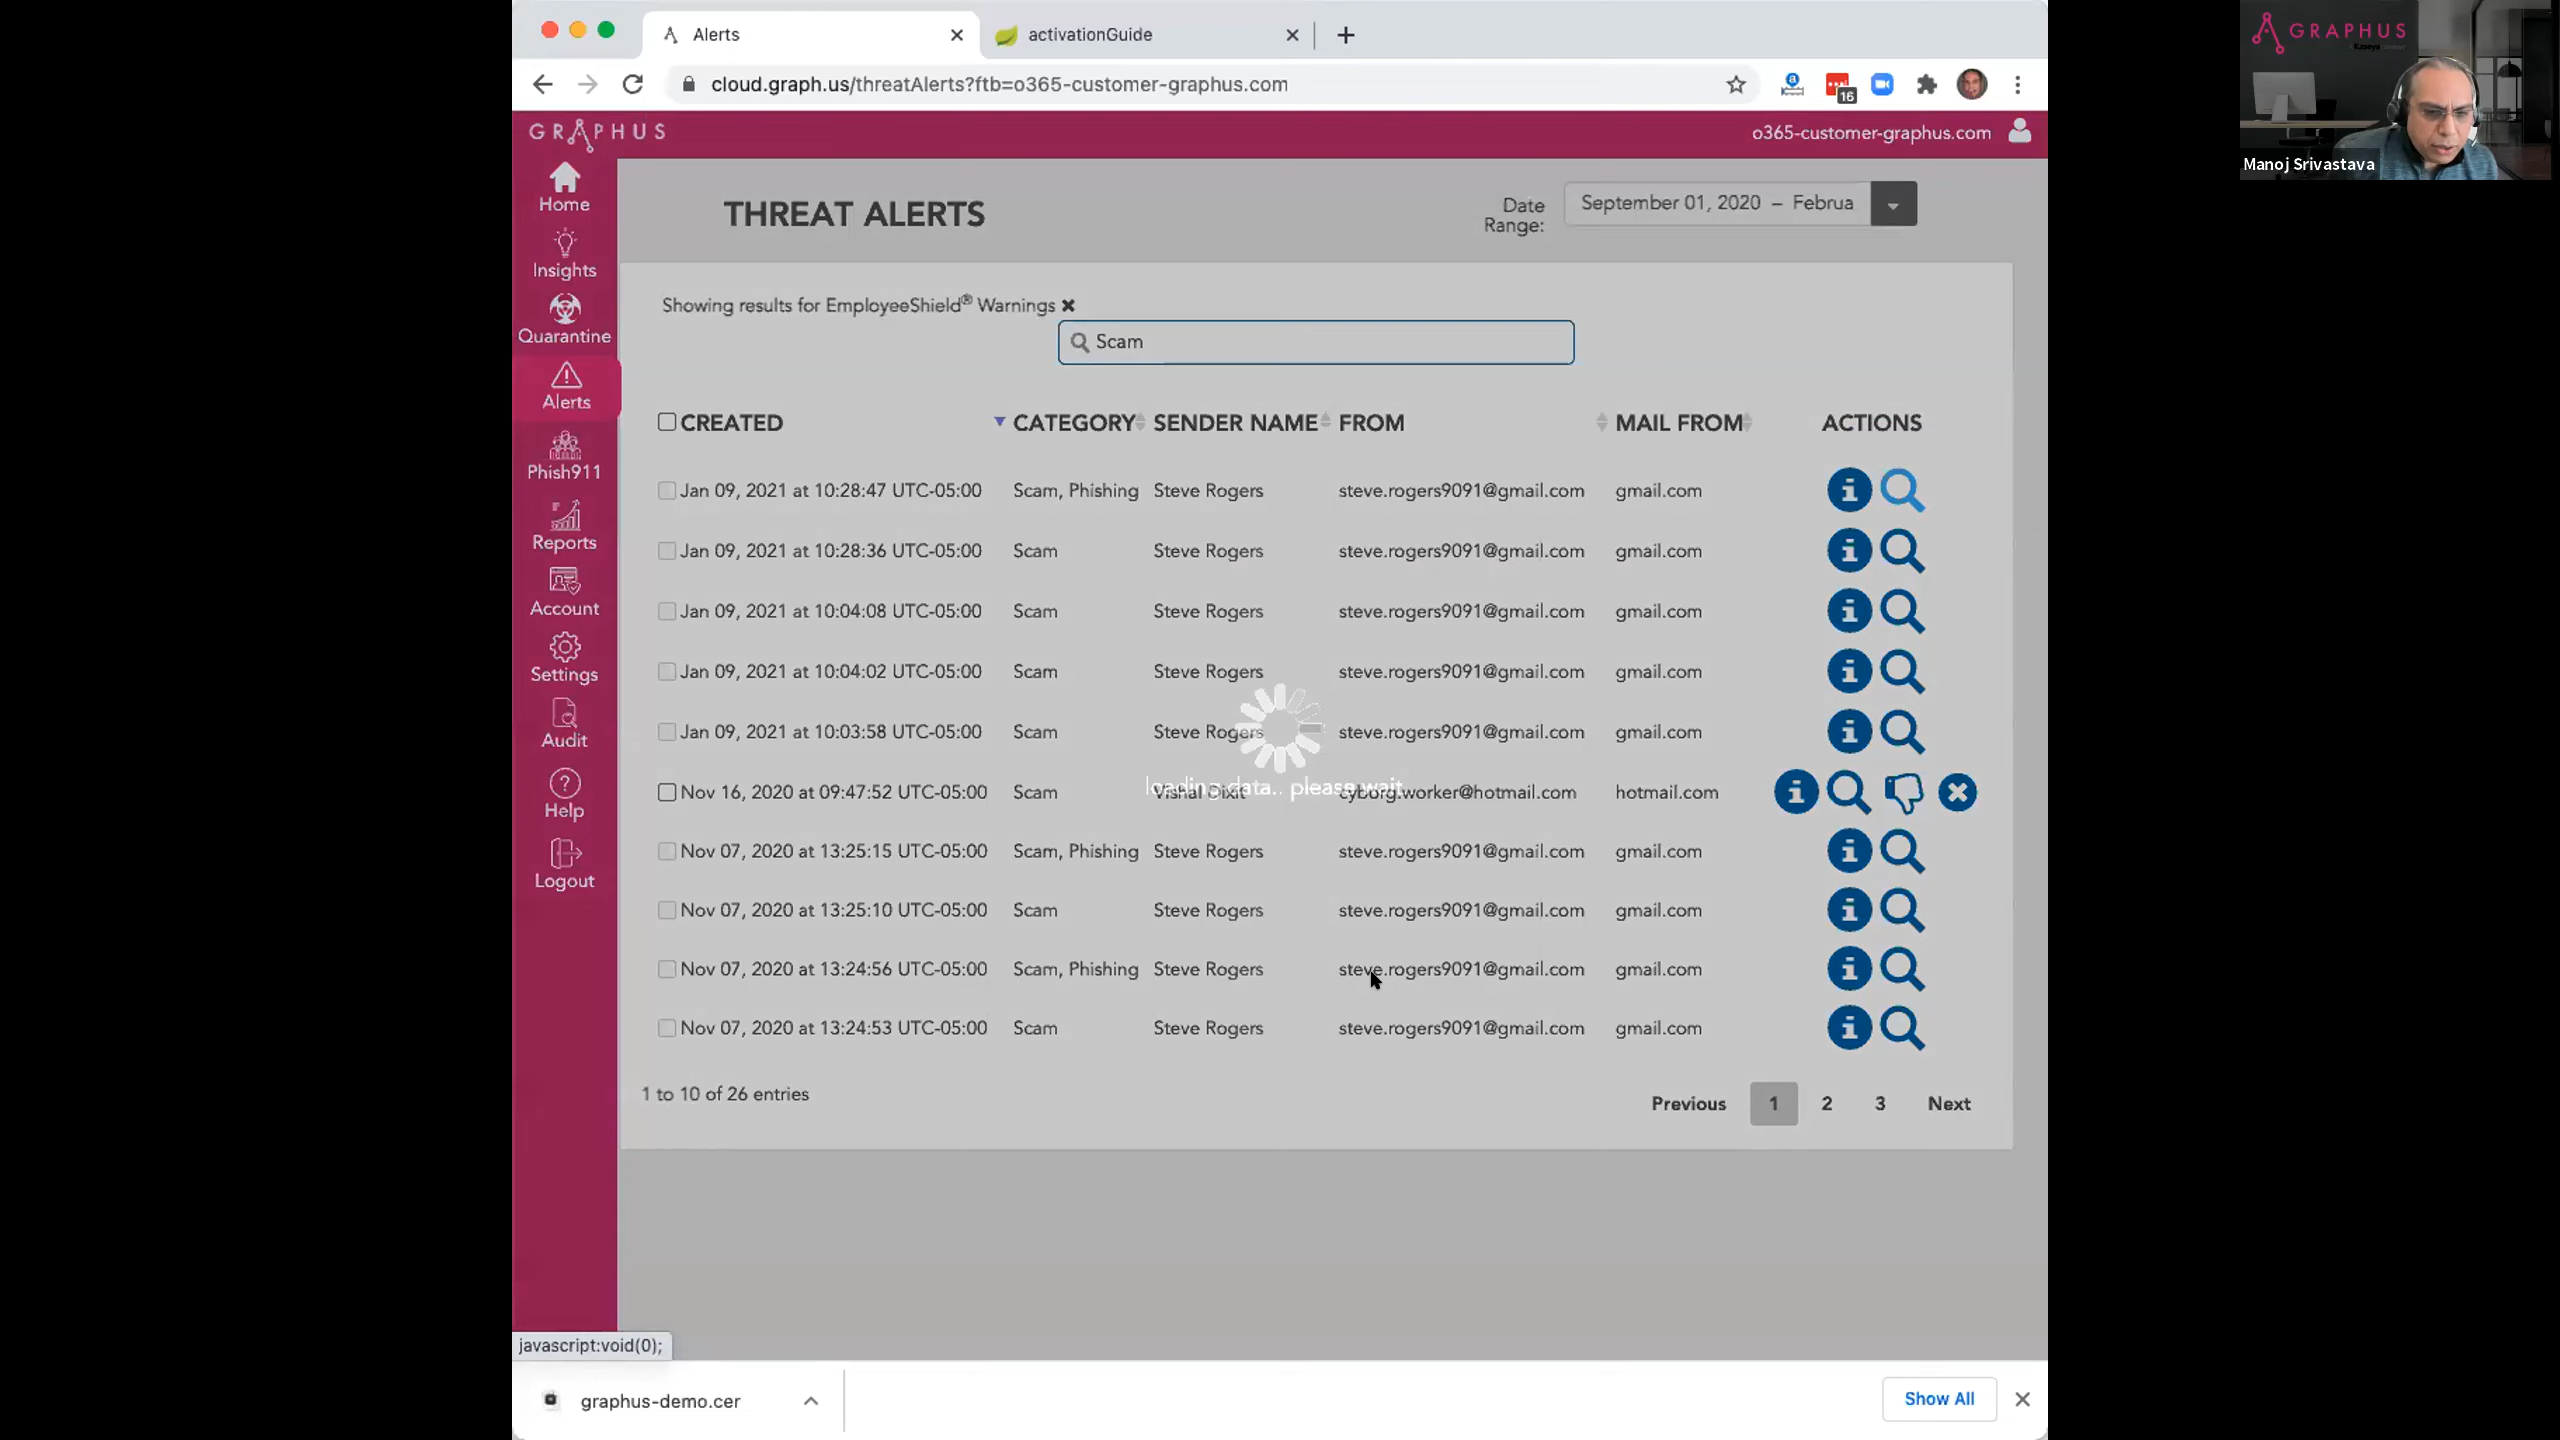 Alerts
activationGuide
cloud.graph.us/threatAlerts?ftb=o365-customer-graphus.com
16
GRAPHUS
o365-customer-graphus.com
GRAPHUS
Manoj Srivastava
Home
Insights
Quarantine
Alerts
Phish911
Reports
Account
Settings
Audit
Help
Logout
THREAT ALERTS
Date Range:
September 01, 2020 – Februa
Showing results for EmployeeShield® Warnings
Scam
CREATED CATEGORY SENDER NAME FROM MAIL FROM ACTIONS
Jan 09, 2021 at 10:28:47 UTC-05:00 Scam, Phishing Steve Rogers steve.rogers9091@gmail.com gmail.com
Jan 09, 2021 at 10:28:36 UTC-05:00 Scam Steve Rogers steve.rogers9091@gmail.com gmail.com
Jan 09, 2021 at 10:04:08 UTC-05:00 Scam Steve Rogers steve.rogers9091@gmail.com gmail.com
Jan 09, 2021 at 10:04:02 UTC-05:00 Scam Steve Rogers steve.rogers9091@gmail.com gmail.com
Jan 09, 2021 at 10:03:58 UTC-05:00 Scam Steve Rogers steve.rogers9091@gmail.com gmail.com
loading data.. please wait..
Nov 16, 2020 at 09:47:52 UTC-05:00 Scam Vishal Dixit cyborg.worker@hotmail.com hotmail.com
Nov 07, 2020 at 13:25:15 UTC-05:00 Scam, Phishing Steve Rogers steve.rogers9091@gmail.com gmail.com
Nov 07, 2020 at 13:25:10 UTC-05:00 Scam Steve Rogers steve.rogers9091@gmail.com gmail.com
Nov 07, 2020 at 13:24:56 UTC-05:00 Scam, Phishing Steve Rogers steve.rogers9091@gmail.com gmail.com
Nov 07, 2020 at 13:24:53 UTC-05:00 Scam Steve Rogers steve.rogers9091@gmail.com gmail.com
1 to 10 of 26 entries
Previous 1 2 3 Next
javascript:void(0);
graphus-demo.cer
Show All